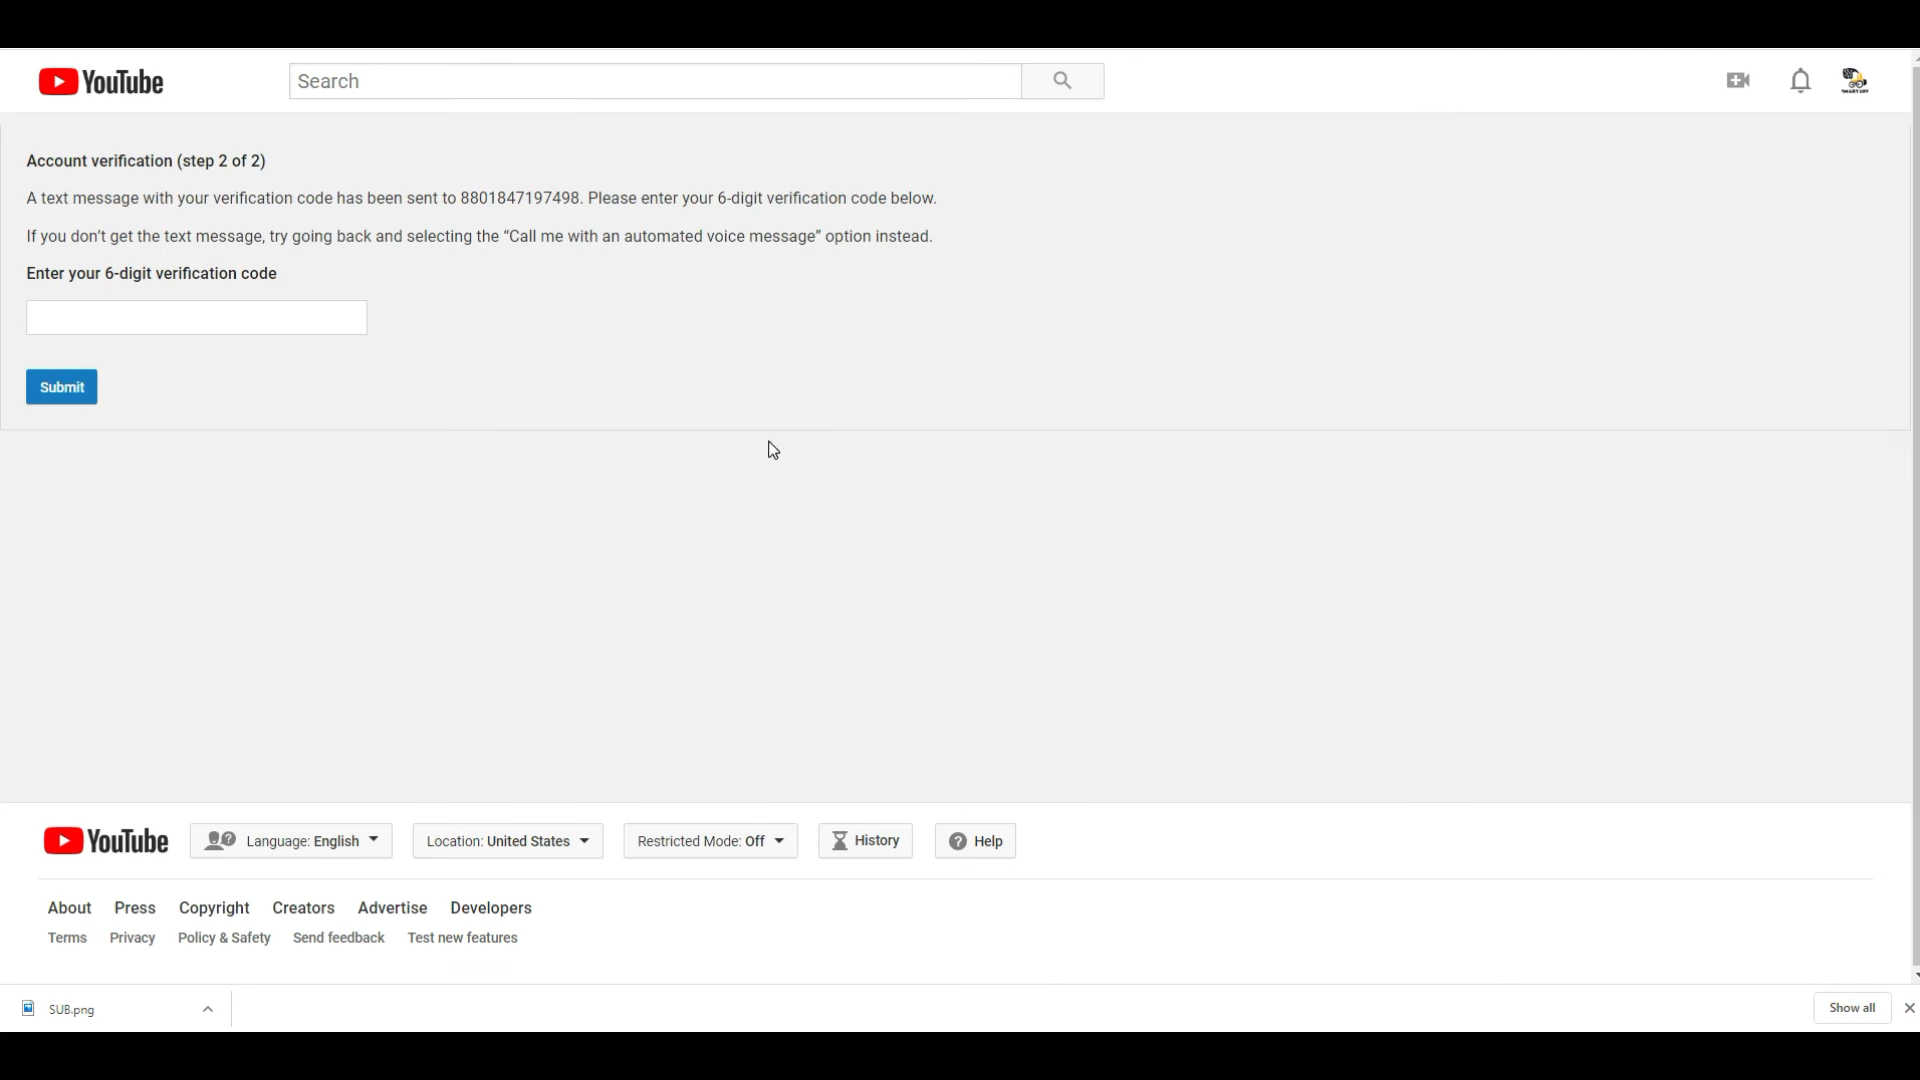 YouTube
Search
Account verification (step 2 of 2)
A text message with your verification code has been sent to 8801847197498. Please enter your 6-digit verification code below.
If you don't get the text message, try going back and selecting the “Call me with an automated voice message” option instead.
Enter your 6-digit verification code
Submit
YouTube Language: English Location: United States Restricted Mode: Off History Help
About Press Copyright Creators Advertise Developers
Terms Privacy Policy & Safety Send feedback Test new features
SUB.png Show all